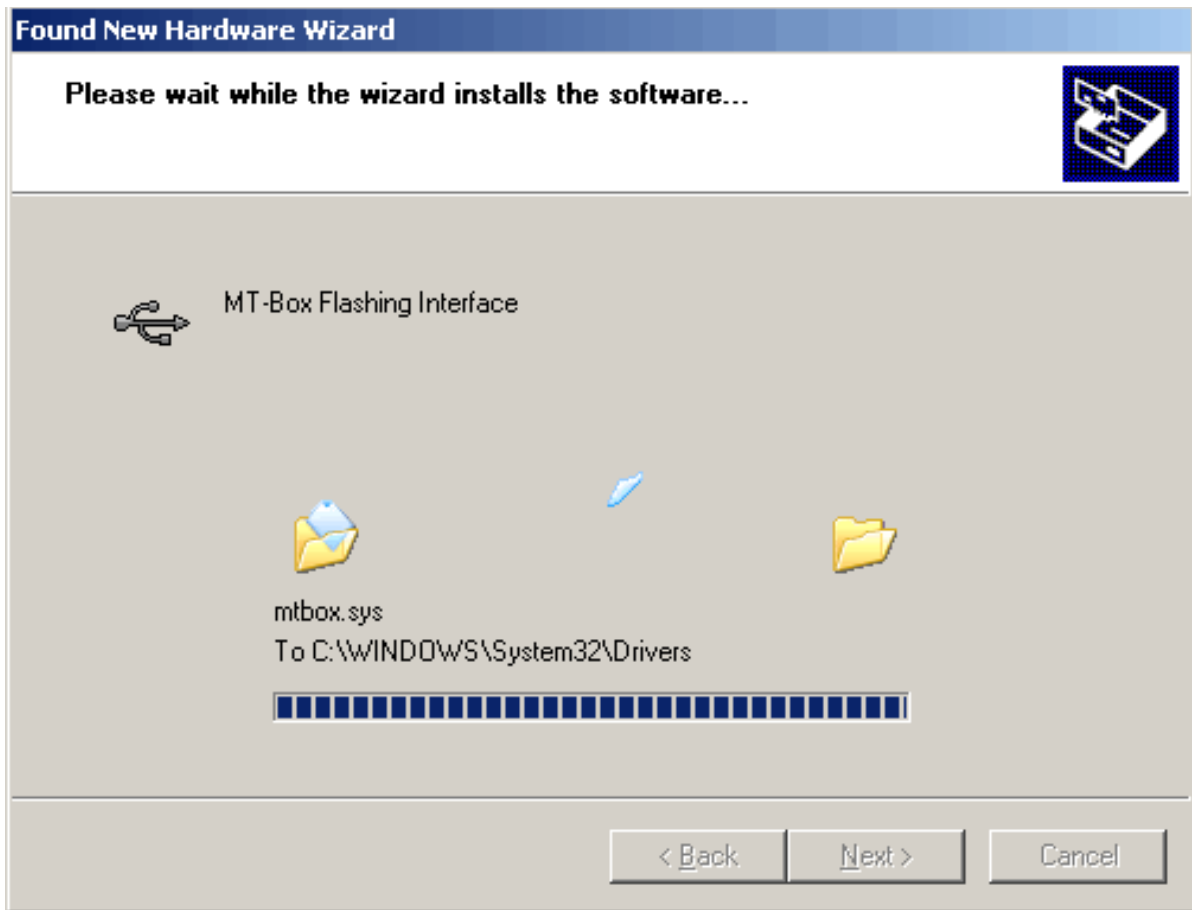 Found New Hardware Wizard
Please wait while the wizard installs the software...
MT-Box Flashing Interface
mtbox.sys
To C:\WINDOWS\System32\Drivers
< Back
Next >
Cancel